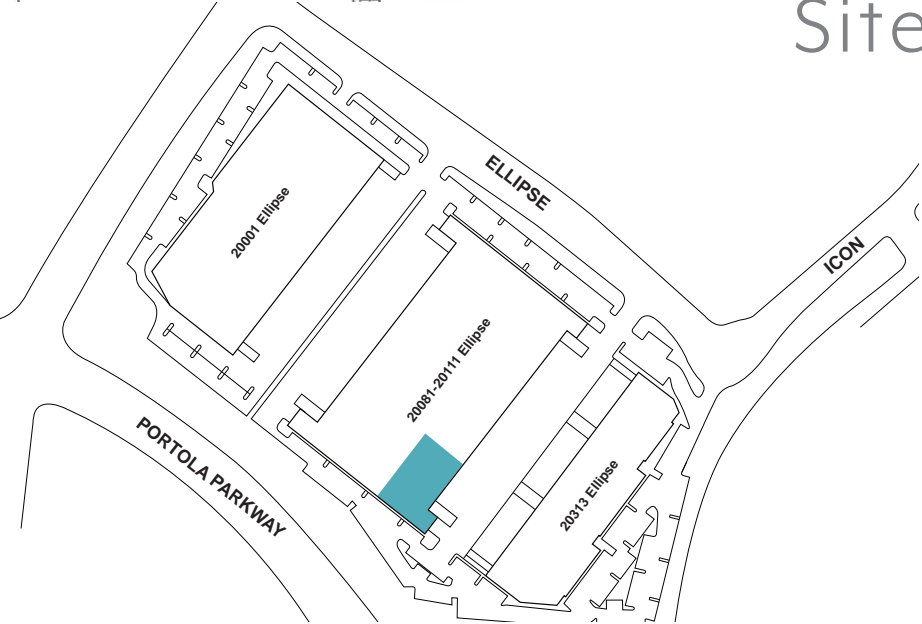 Site
ELLIPSE
20001 Ellipse
ICON
20081-20111 Ellipse
PORTOLA PARKWAY
20313 Ellipse